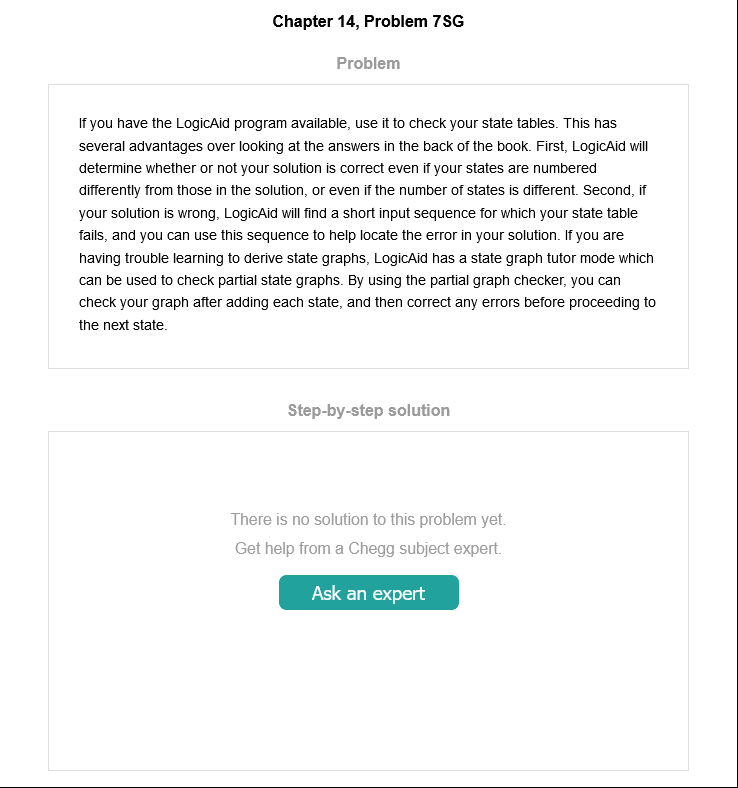 Chapter 14, Problem 7SG
Problem
If you have the LogicAid program available, use it to check your state tables. This has
several advantages over looking at the answers in the back of the book. First, LogicAid will
determine whether or not your solution is correct even if your states are numbered
differently from those in the solution, or even if the number of states is different. Second, if
your solution is wrong, LogicAid will find a short input sequence for which your state table
fails, and you can use this sequence to help locate the error in your solution. If you are
having trouble learning to derive state graphs, LogicAid has a state graph tutor mode which
can be used to check partial state graphs. By using the partial graph checker, you can
check your graph after adding each state, and then correct any errors before proceeding to
the next state.
Step-by-step solution
There is no solution to this problem yet.
Get help from a Chegg subject expert.
Ask an expert